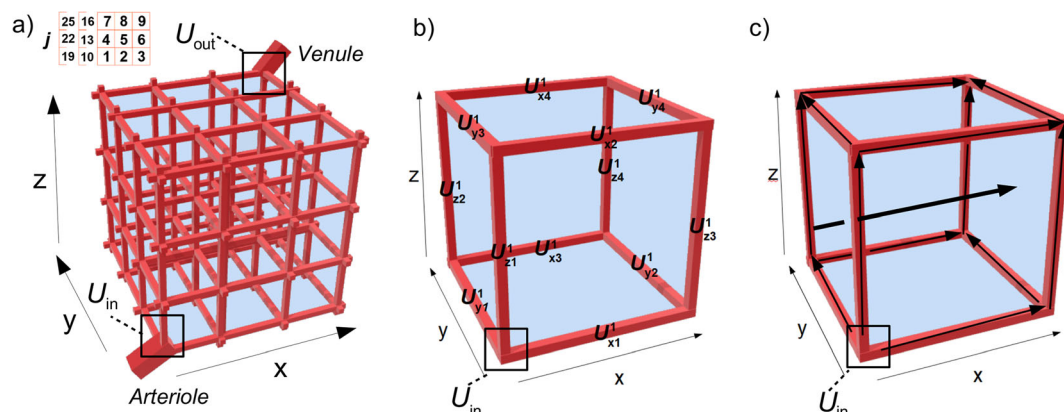 a)
25 16 7 8 9
j 22 13 4 5 6
19 10 1 2 3
U_out
Venule
z
y
x
U_in
Arteriole
b)
U^1_x4
U^1_y4
U^1_y3
U^1_x2
U^1_z4
z
U^1_z2
U^1_z3
U^1_z1
U^1_x3
U^1_y2
U^1_y1
U^1_x1
y
x
U_in
c)
z
y
x
U_in